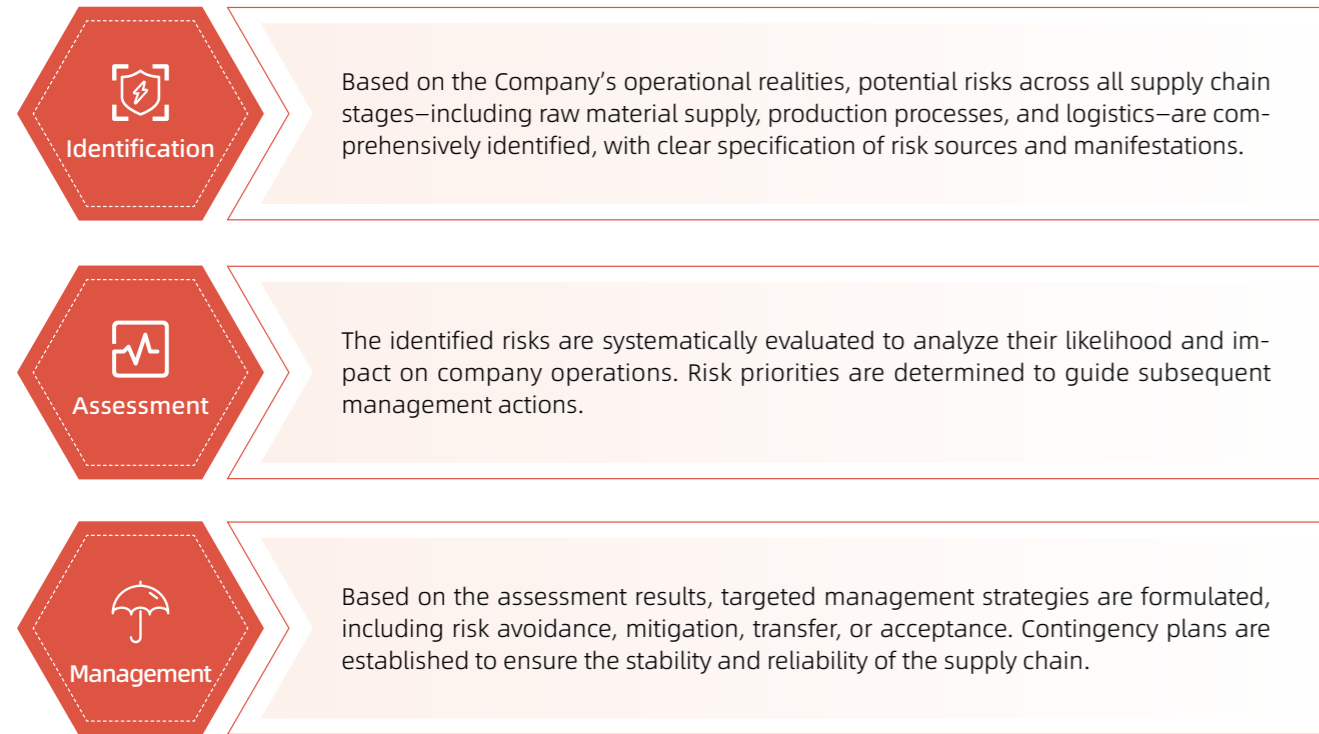 Identification
Based on the Company’s operational realities, potential risks across all supply chain
stages—including raw material supply, production processes, and logistics—are com-
prehensively identified, with clear specification of risk sources and manifestations.
Assessment
The identified risks are systematically evaluated to analyze their likelihood and im-
pact on company operations. Risk priorities are determined to guide subsequent
management actions.
Management
Based on the assessment results, targeted management strategies are formulated,
including risk avoidance, mitigation, transfer, or acceptance. Contingency plans are
established to ensure the stability and reliability of the supply chain.